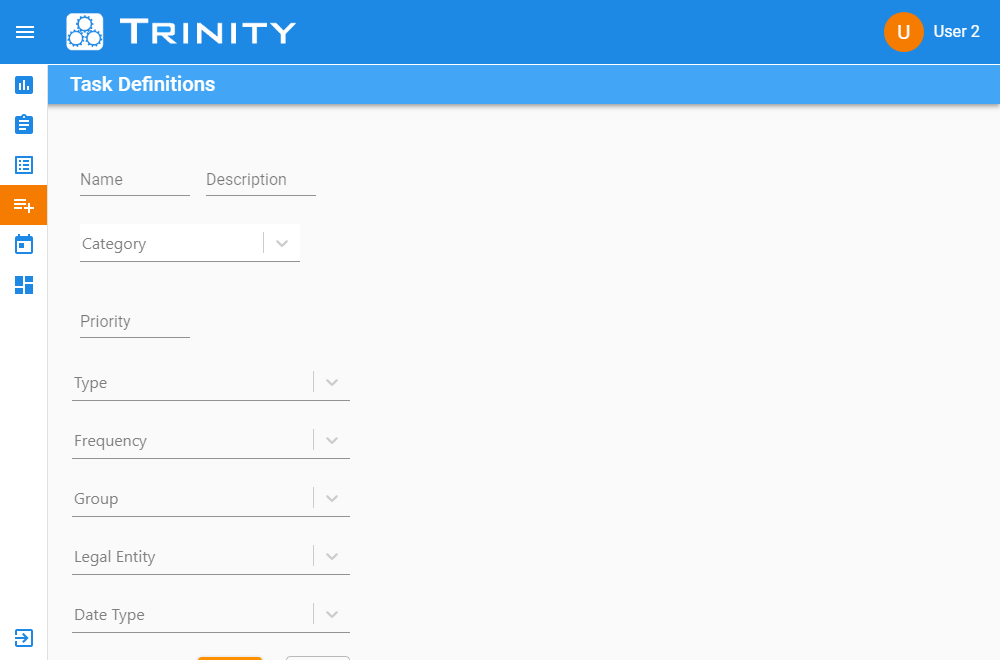 TRINITY
U
User 2
Task Definitions
Name
Description
Category
Priority
Type
Frequency
Group
Legal Entity
Date Type